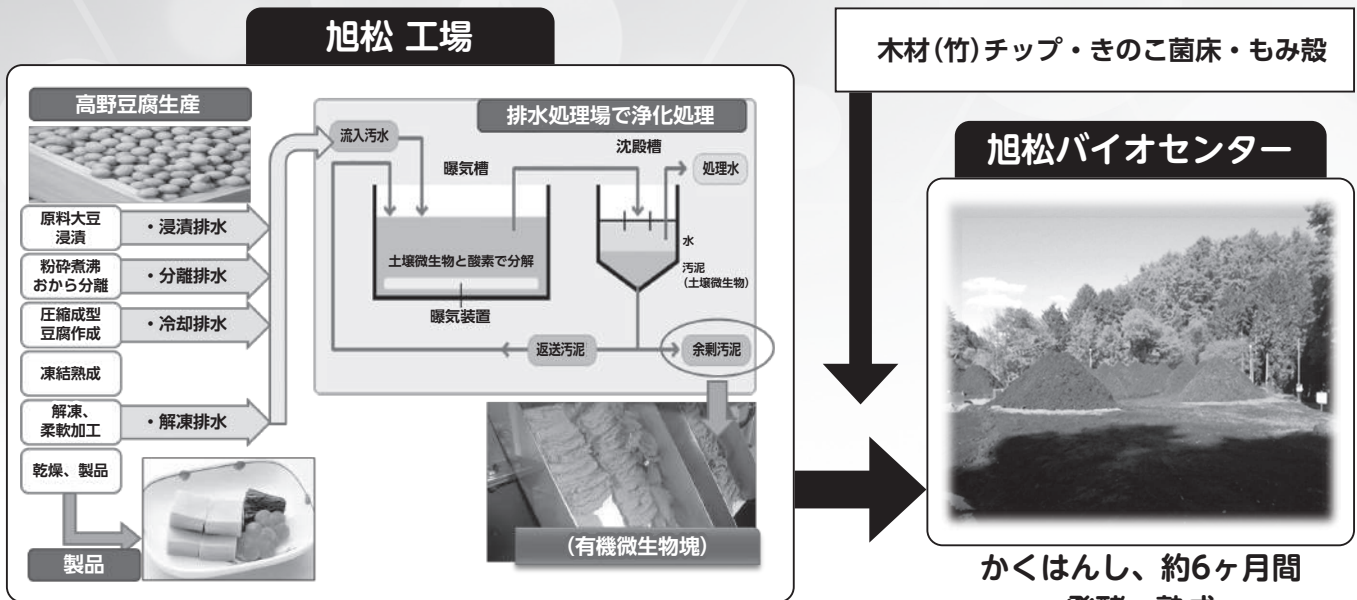 旭松 工場
高野豆腐生産
原料大豆
浸漬
・浸漬排水
粉砕煮沸
おから分離
・分離排水
圧縮成型
豆腐作成
・冷却排水
凍結熟成
解凍、
柔軟加工
・解凍排水
乾燥、製品
製品
排水処理場で浄化処理
流入汚水
曝気槽
沈殿槽
処理水
土壌微生物と酸素で分解
曝気装置
水
汚泥
（土壌微生物）
返送汚泥
余剰汚泥
（有機微生物塊）
木材（竹）チップ・きのこ菌床・もみ殻
旭松バイオセンター
かくはんし、約6ヶ月間